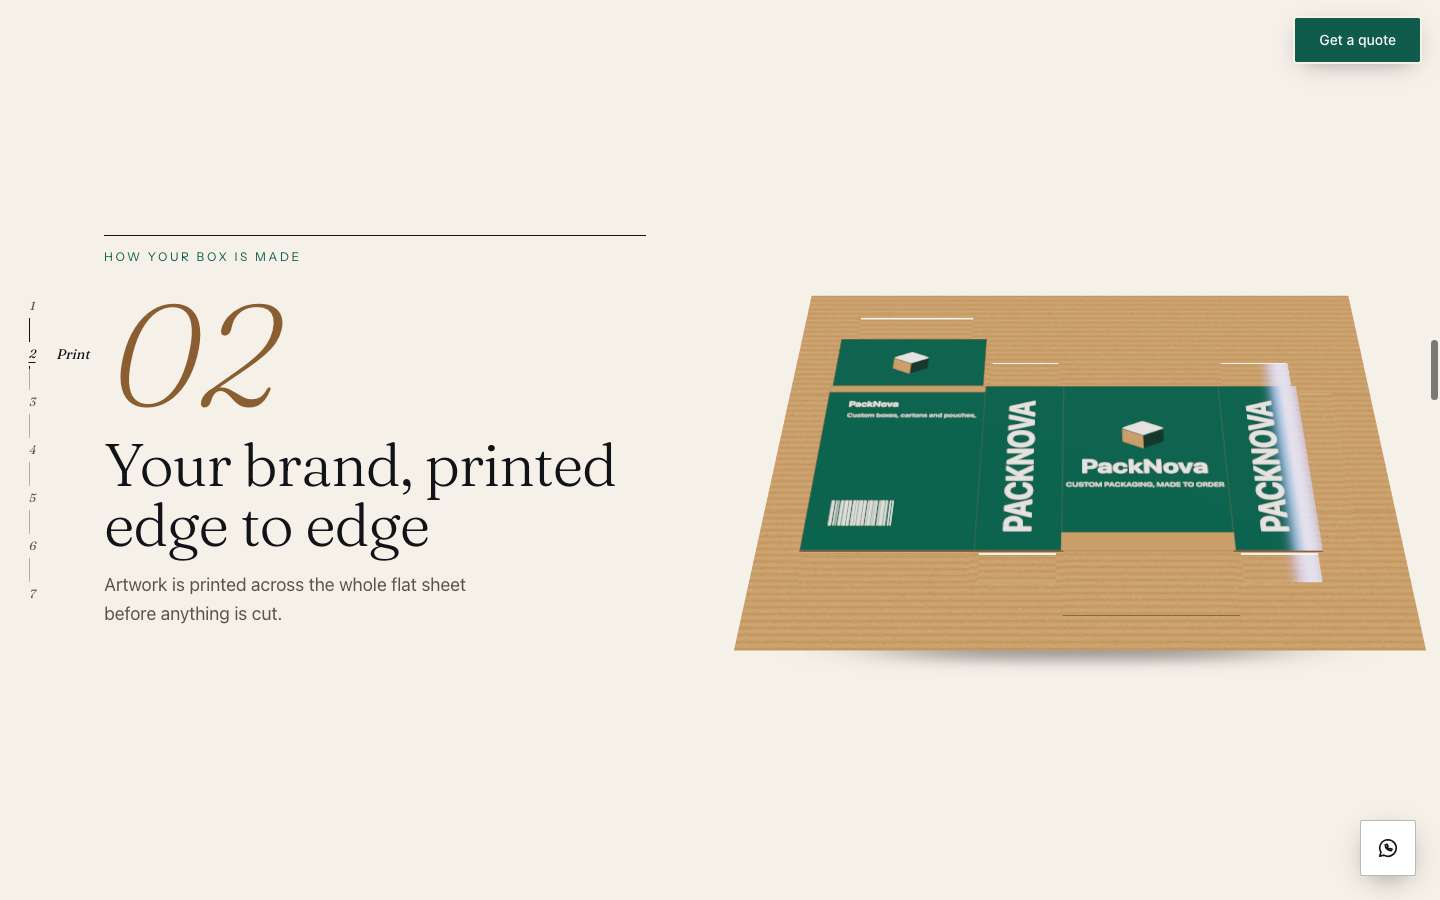 Get a quote
HOW YOUR BOX IS MADE
1
2 Print
3
4
5
6
7
02
Your brand, printed
edge to edge
Artwork is printed across the whole flat sheet
before anything is cut.
PackNova
Custom boxes, cartons and pouches.
PACKNOVA
PackNova
CUSTOM PACKAGING, MADE TO ORDER
PACKNOVA